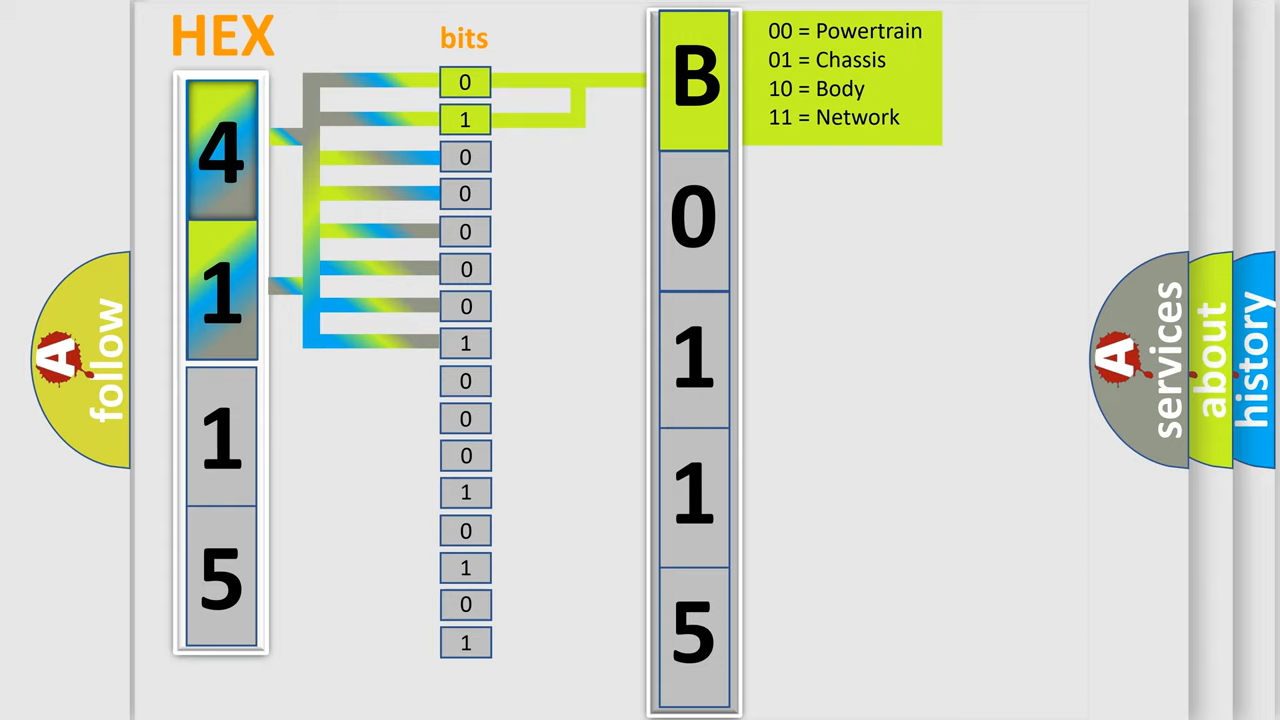 HEX
bits
4
1
1
5
0
1
0
0
0
0
0
1
0
0
0
1
0
1
0
1
B
0
1
1
5
00 = Powertrain
01 = Chassis
10 = Body
11 = Network
A
follow
A
services
about
history